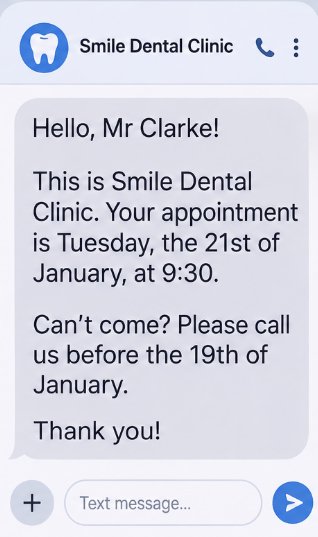 Smile Dental Clinic
Hello, Mr Clarke!
This is Smile Dental
Clinic. Your appointment
is Tuesday, the 21st of
January, at 9:30.
Can’t come? Please call
us before the 19th of
January.
Thank you!
Text message...